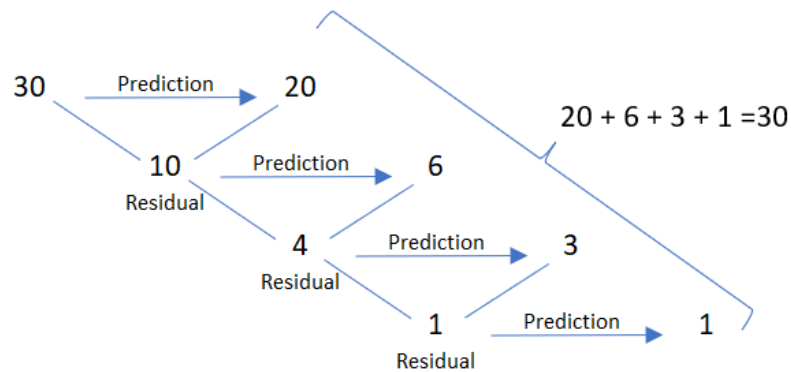 30 Prediction 20
20 + 6 + 3 + 1 =30
10 Prediction 6
Residual
4 Prediction 3
Residual
1 Prediction 1
Residual